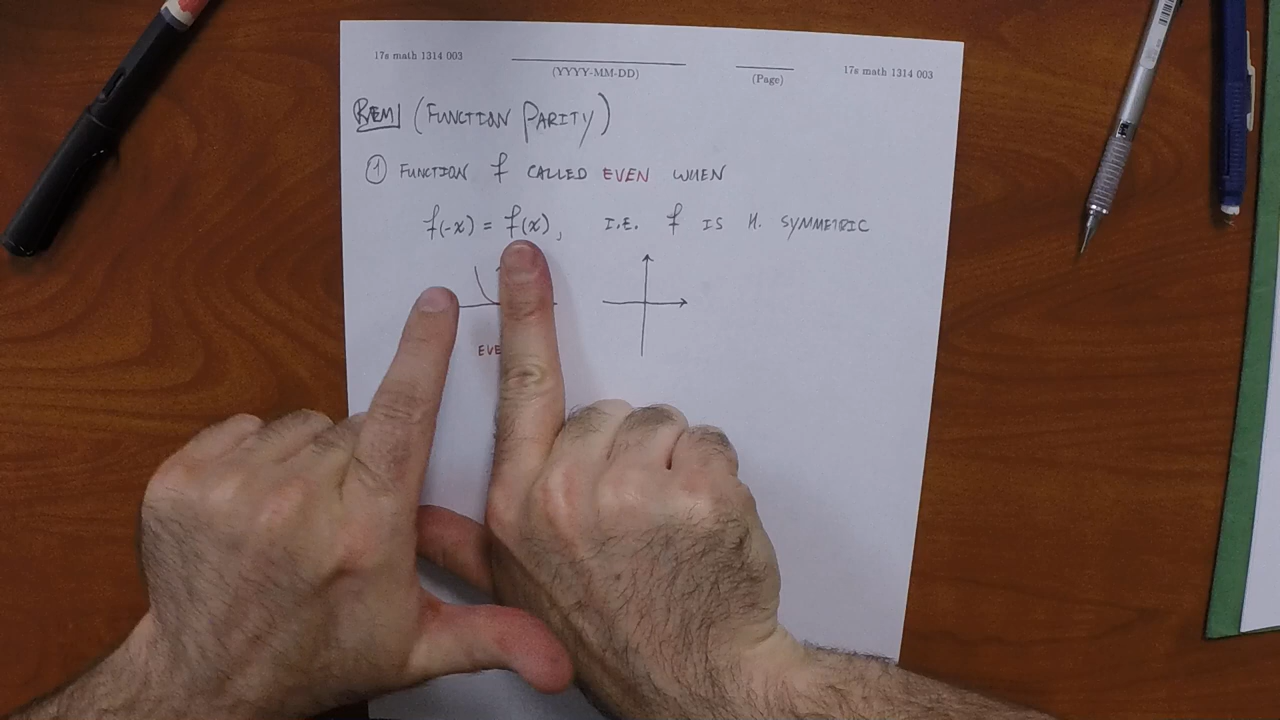 17s math 1314 003
(YYYY-MM-DD)
(Page)
17s math 1314 003
REM (FUNCTION PARITY)
1 FUNCTION f CALLED EVEN WHEN
f(-x) = f(x), I.E. f IS H. SYMMETRIC